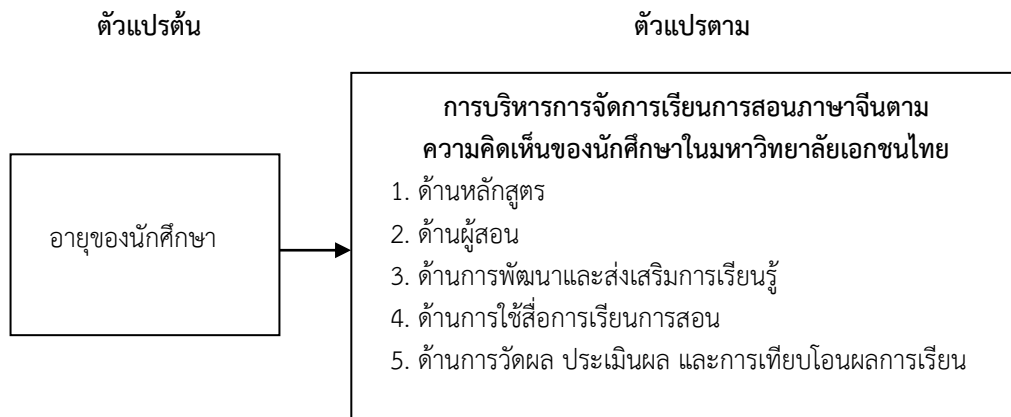 ตัวแปรต้น
ตัวแปรตาม
การบริหารการจัดการเรียนการสอนภาษาจีนตาม
ความคิดเห็นของนักศึกษาในมหาวิทยาลัยเอกชนไทย
1. ด้านหลักสูตร
2. ด้านผู้สอน
3. ด้านการพัฒนาและส่งเสริมการเรียนรู้
4. ด้านการใช้สื่อการเรียนการสอน
5. ด้านการวัดผล ประเมินผล และการเทียบโอนผลการเรียน
อายุของนักศึกษา